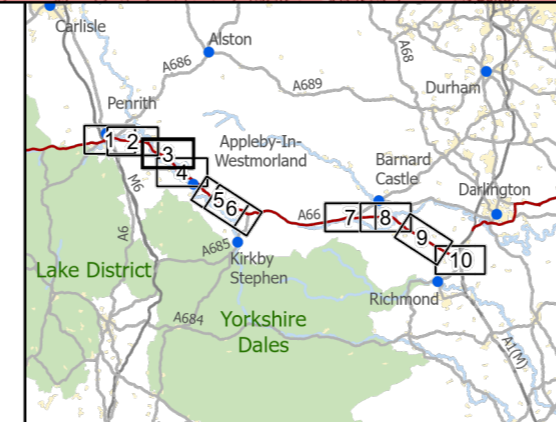 Carlisle
Alston
A686
A68
A689
Durham
Penrith
1
2
3
4
Appleby-In-
Westmorland
Barnard
Castle
Darlington
5
6
A66
7
8
9
10
M6
A6
A685
Kirkby
Stephen
Lake District
Richmond
A684
Yorkshire
Dales
A1(M)